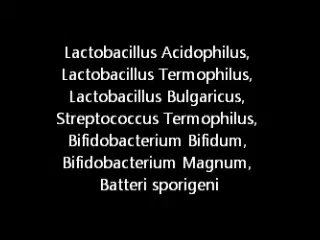 Lactobacillus Acidophilus,
Lactobacillus Termophilus,
Lactobacillus Bulgaricus,
Streptococcus Termophilus,
Bifidobacterium Bifidum,
Bifidobacterium Magnum,
Batteri sporigeni